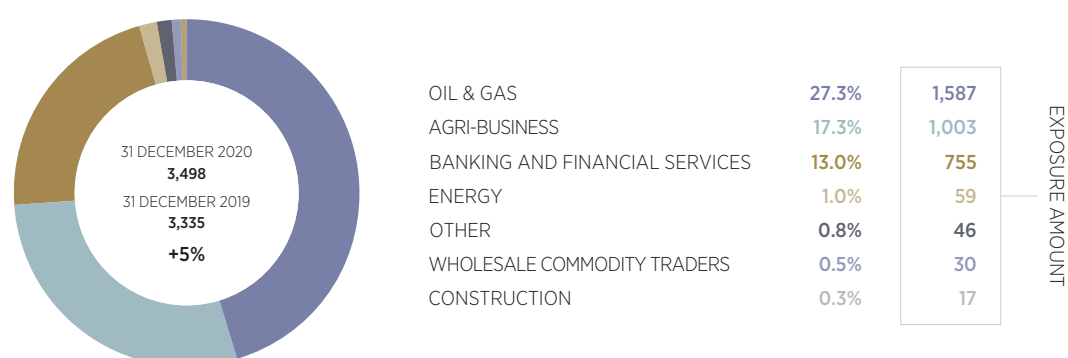 31 DECEMBER 2020
3,498
31 DECEMBER 2019
3,335
+5%
OIL & GAS 27.3% 1,587
AGRI-BUSINESS 17.3% 1,003
BANKING AND FINANCIAL SERVICES 13.0% 755
ENERGY 1.0% 59
OTHER 0.8% 46
WHOLESALE COMMODITY TRADERS 0.5% 30
CONSTRUCTION 0.3% 17
EXPOSURE AMOUNT